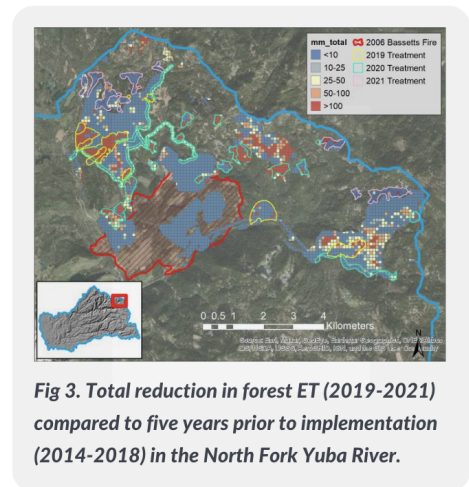 mm_total
<10
10-25
25-50
50-100
>100
2006 Bassetts Fire
2019 Treatment
2020 Treatment
2021 Treatment
0 0.5 1 2 3 4
Kilometers
N
Fig 3. Total reduction in forest ET (2019-2021)
compared to five years prior to implementation
(2014-2018) in the North Fork Yuba River.